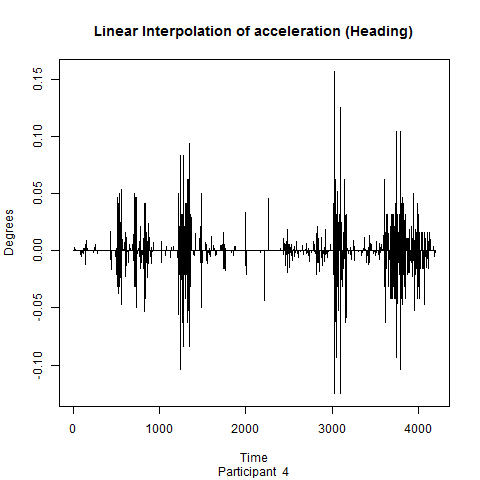 Linear Interpolation of acceleration (Heading)
0.15
0.10
0.05
0.00
-0.05
-0.10
Degrees
0 1000 2000 3000 4000
Time
Participant 4